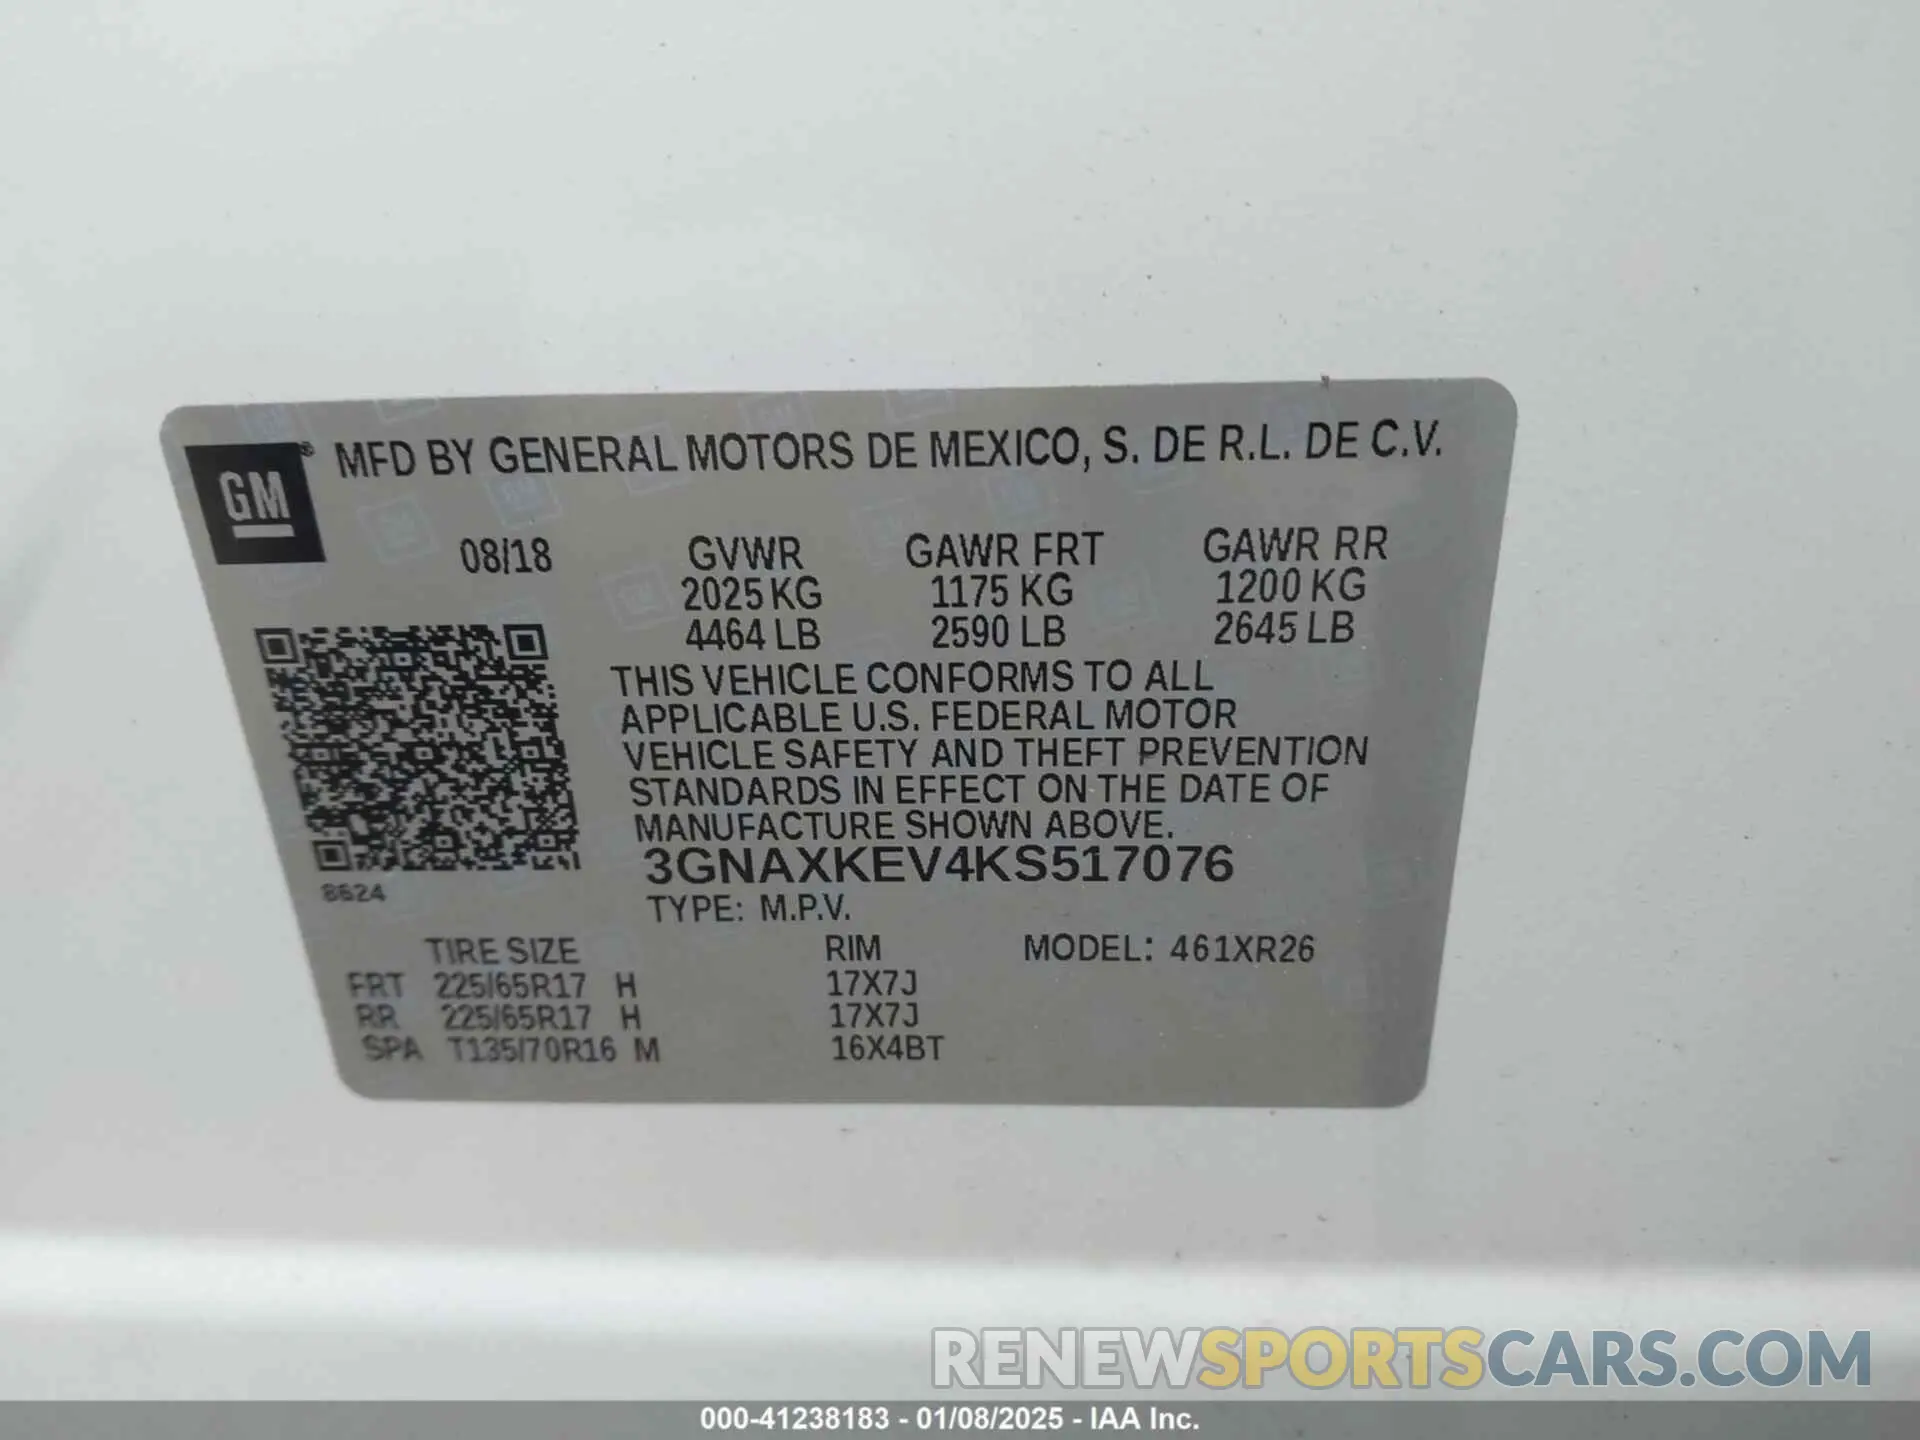 GM ® MFD BY GENERAL MOTORS DE MEXICO, S. DE R.L. DE C.V.
08/18 GVWR GAWR FRT GAWR RR
2025 KG 1175 KG 1200 KG
4464 LB 2590 LB 2645 LB
THIS VEHICLE CONFORMS TO ALL
APPLICABLE U.S. FEDERAL MOTOR
VEHICLE SAFETY AND THEFT PREVENTION
STANDARDS IN EFFECT ON THE DATE OF
MANUFACTURE SHOWN ABOVE.
3GNAXKEV4KS517076
8624
TYPE: M.P.V.
TIRE SIZE RIM MODEL: 461XR26
FRT 225/65R17 H 17X7J
RR 225/65R17 H 17X7J
SPA T135/70R16 M 16X4BT
RENEWSPORTSCARS.COM
000-41238183 - 01/08/2025 - IAA Inc.